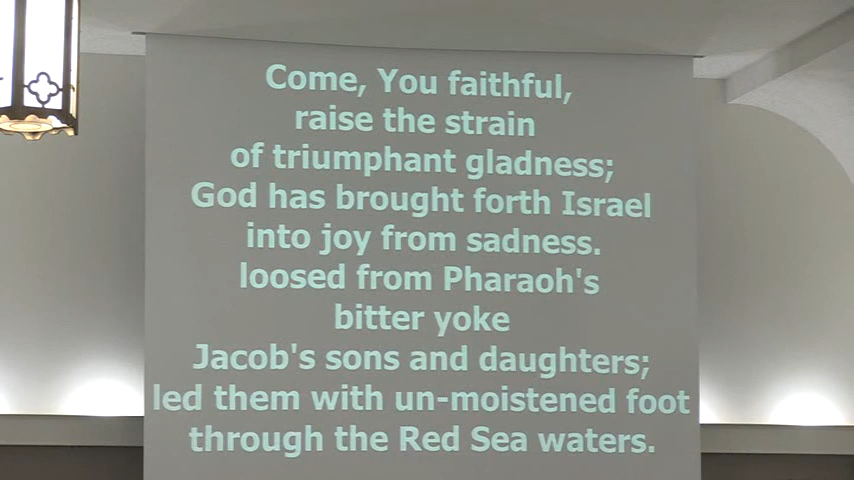 Come, You faithful,
raise the strain
of triumphant gladness;
God has brought forth Israel
into joy from sadness.
loosed from Pharaoh's
bitter yoke
Jacob's sons and daughters;
led them with un-moistened foot
through the Red Sea waters.